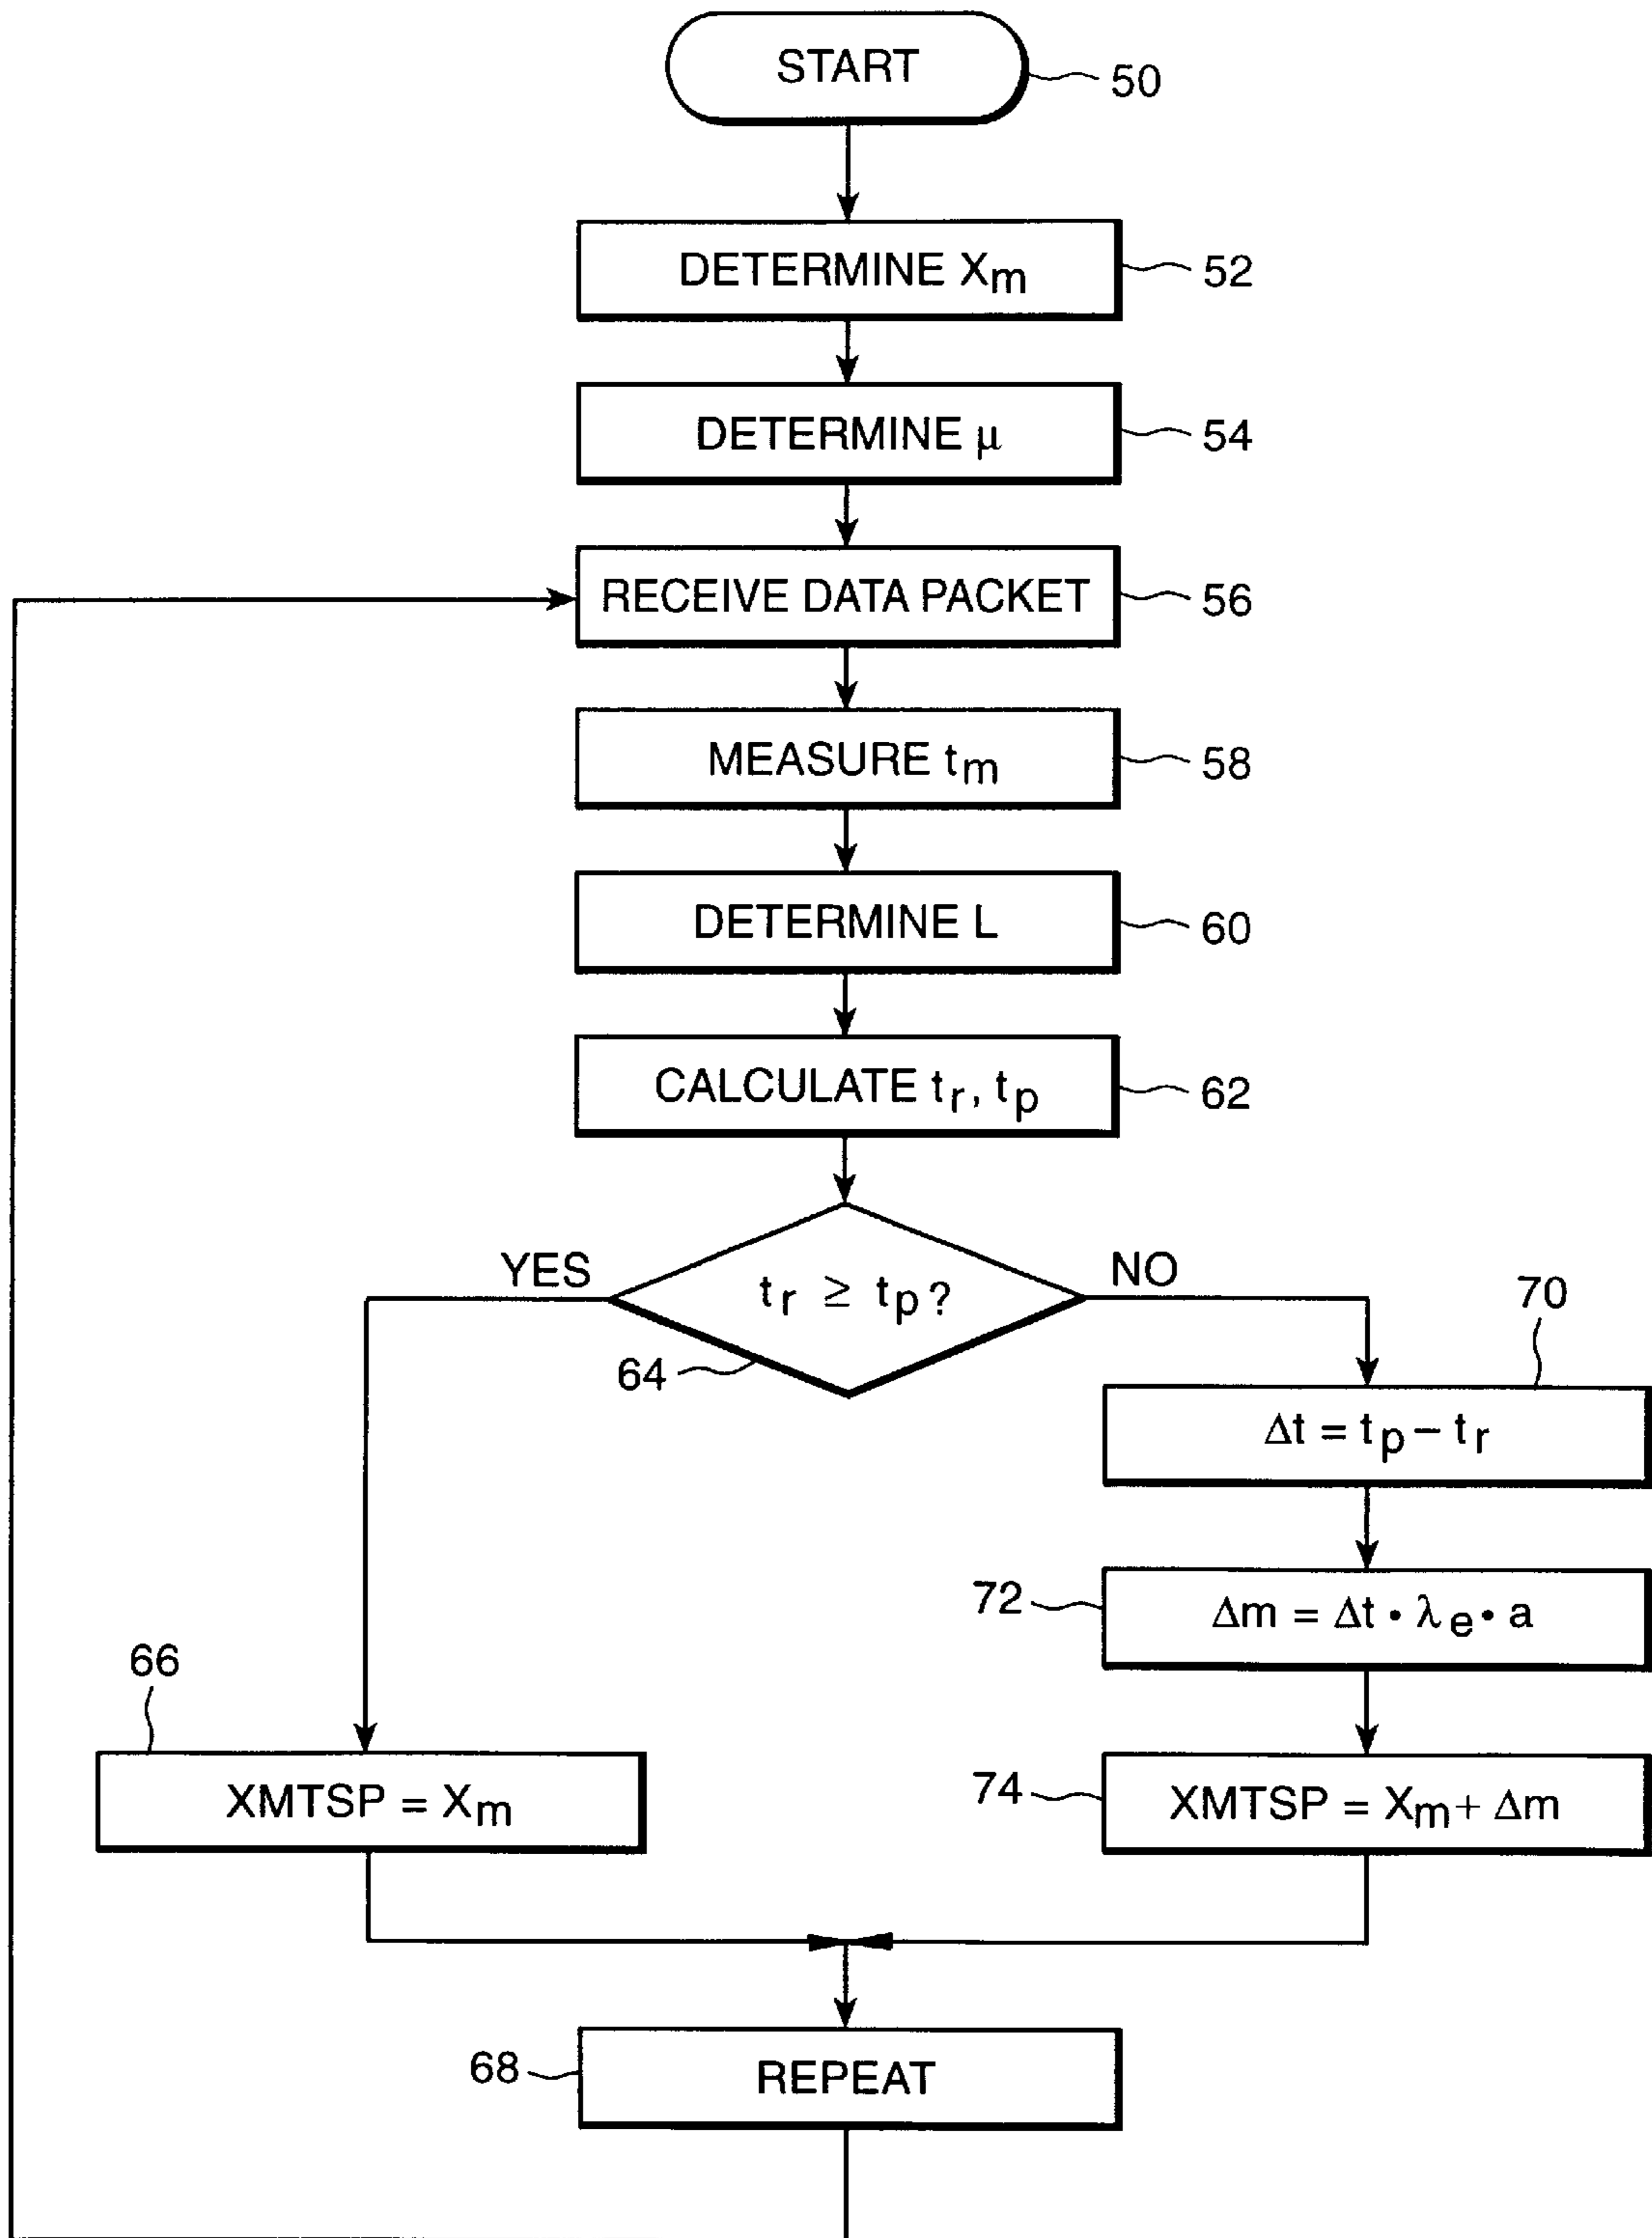 START
50
DETERMINE Xm
52
DETERMINE μ
54
RECEIVE DATA PACKET
56
MEASURE tm
58
DETERMINE L
60
CALCULATE tr, tp
62
YES
tr ≥ tp?
NO
64
70
Δt = tp – tr
72
Δm = Δt • λe • a
66
XMTSP = Xm
74
XMTSP = Xm + Δm
68
REPEAT